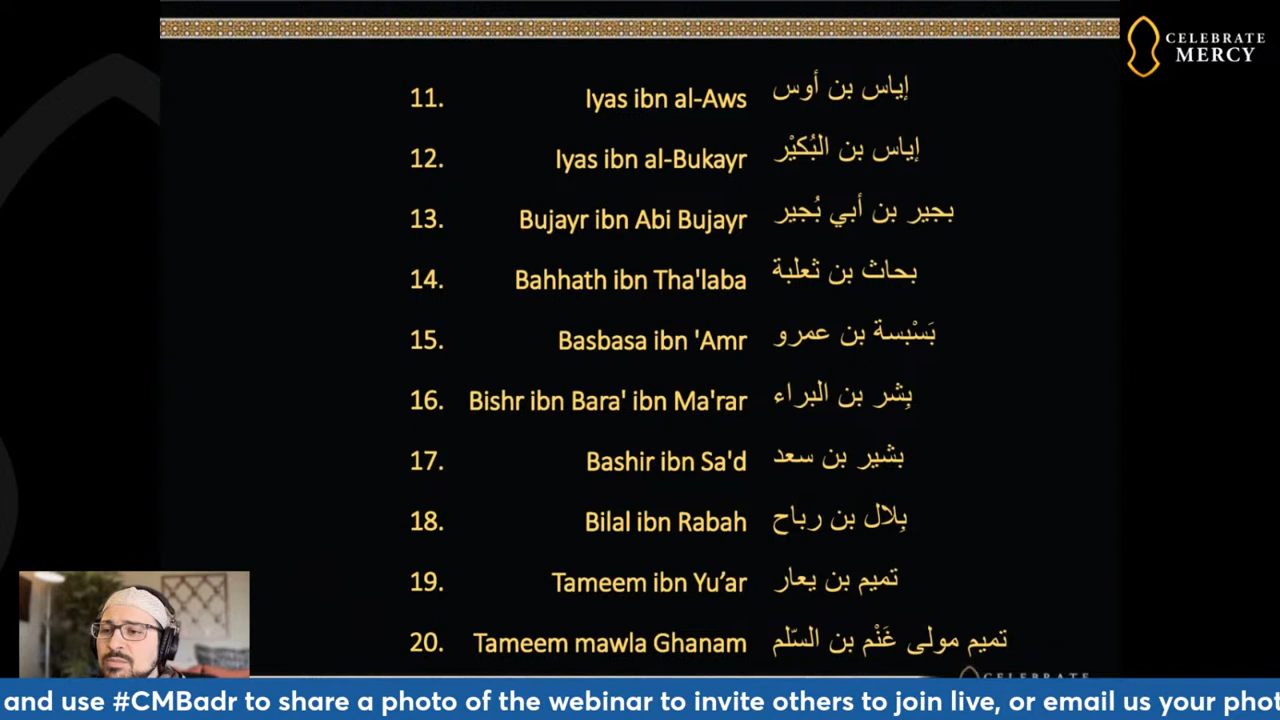 CELEBRATE
MERCY
11. Iyas ibn al-Aws إياس بن أوس
12. Iyas ibn al-Bukayr إياس بن البُكيْر
13. Bujayr ibn Abi Bujayr بجير بن أبي بُجير
14. Bahhath ibn Tha'laba بحاث بن ثعلبة
15. Basbasa ibn 'Amr بَسْبسة بن عمرو
16. Bishr ibn Bara' ibn Ma'rar بِشر بن البراء
17. Bashir ibn Sa'd بشير بن سعد
18. Bilal ibn Rabah بِلال بن رباح
19. Tameem ibn Yu’ar تميم بن يعار
20. Tameem mawla Ghanam تميم مولى غَنْم بن السّلم
CELEBRATE
and use #CMBadr to share a photo of the webinar to invite others to join live, or email us your phot